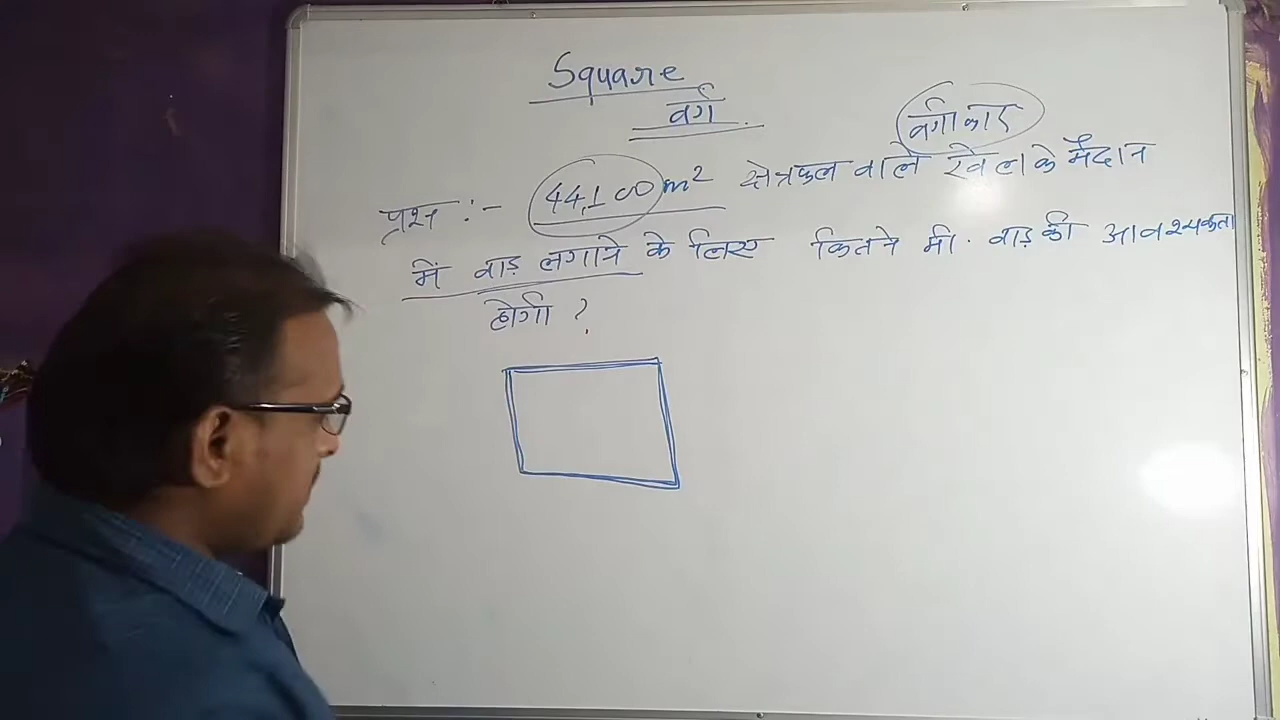 Square
वर्ग
वर्गाकार
प्रश्न :- 44,100 m² क्षेत्रफल वाले खेल के मैदान
में वाड़ लगाने के लिए कितने मी. वाड़ की आवश्यकता
होगी ?